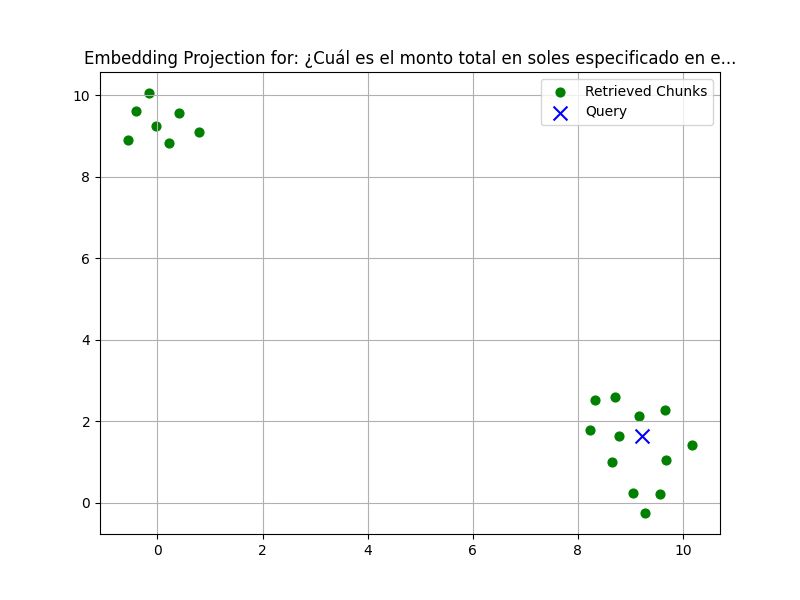 Embedding Projection for: ¿Cuál es el monto total en soles especificado en e...
Retrieved Chunks
Query
10
8
6
4
2
0
0 2 4 6 8 10